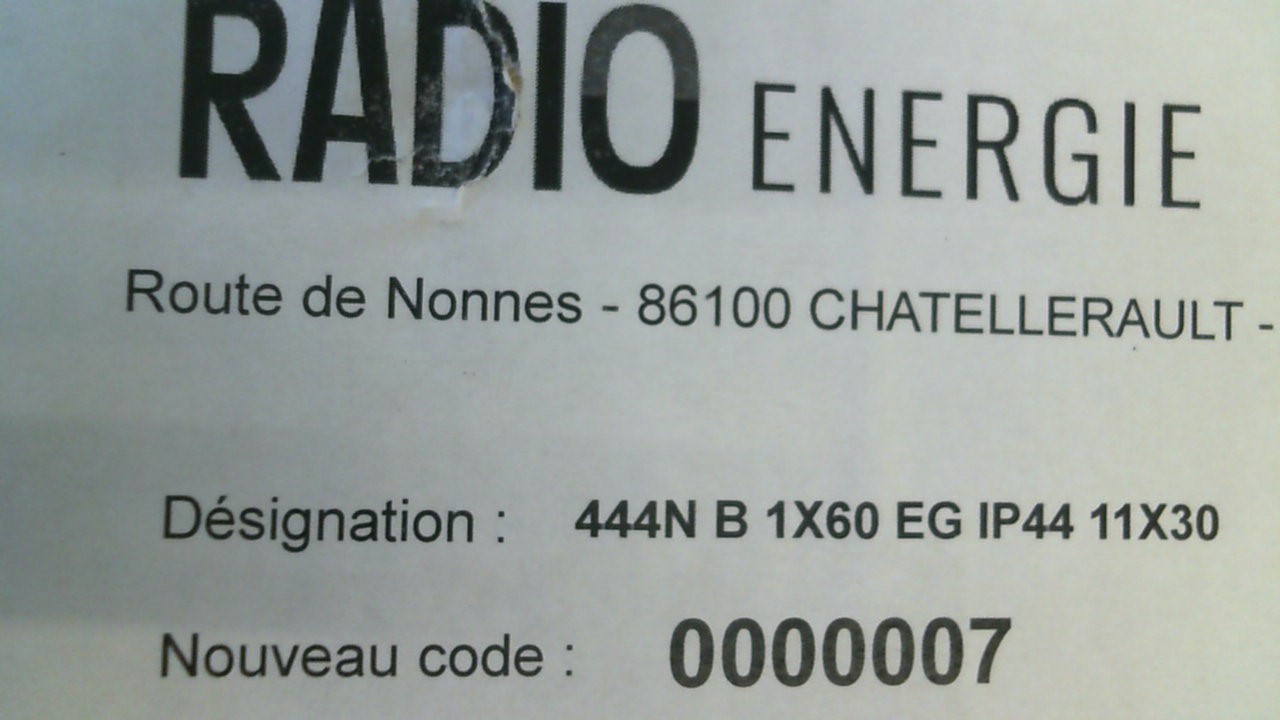 RADIO ENERGIE
Route de Nonnes - 86100 CHATELLERAULT -
Désignation : 444N B 1X60 EG IP44 11X30
Nouveau code : 0000007